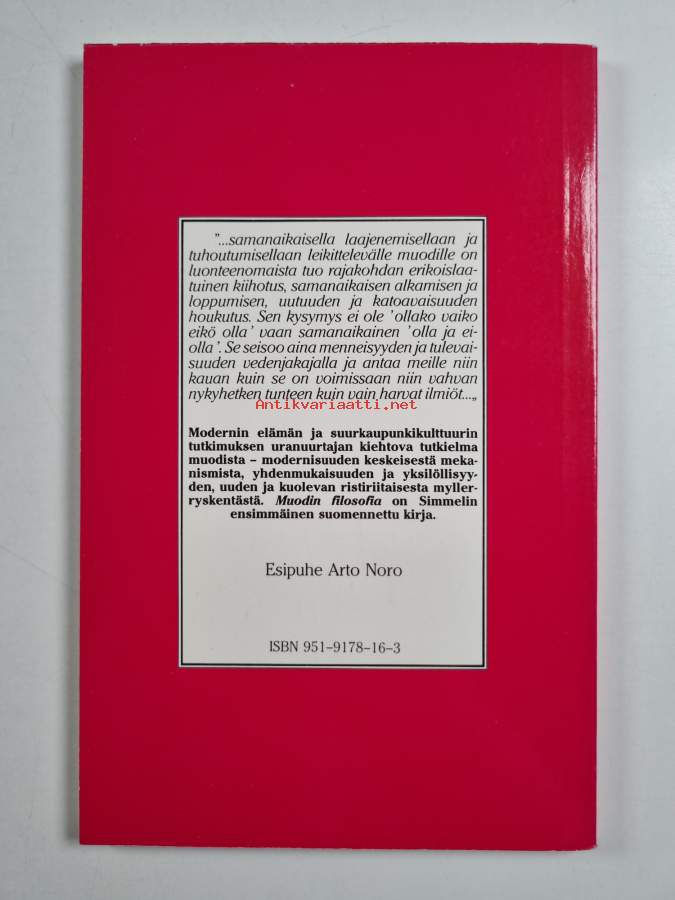 "...samanaikaisella laajenemisellaan ja
tuhoutumisellaan leikittelevälle muodille on
luonteenomaista tuo rajakohdan erikoislaa-
tuinen kiihotus, samanaikaisen alkamisen ja
loppumisen, uutuuden ja katoavaisuuden
houkutus. Sen kysymys ei ole 'ollako vaiko
eikö olla' vaan samanaikainen 'olla ja ei-
olla'. Se seisoo aina menneisyyden ja tulevai-
suuden vedenjakajalla ja antaa meille niin
kauan kuin se on voimissaan niin vahvan
nykyhetken tunteen kuin vain harvat ilmiöt...„
Antikvariaatti.net
Modernin elämän ja suurkaupunkikulttuurin
tutkimuksen uranuurtajan kiehtova tutkielma
muodista – modernisuuden keskeisestä meka-
nismista, yhdenmukaisuuden ja yksilöllisyy-
den, uuden ja kuolevan ristiriitaisesta myller-
ryskentästä. Muodin filosofia on Simmelin
ensimmäinen suomennettu kirja.
Esipuhe Arto Noro
ISBN 951–9178–16–3